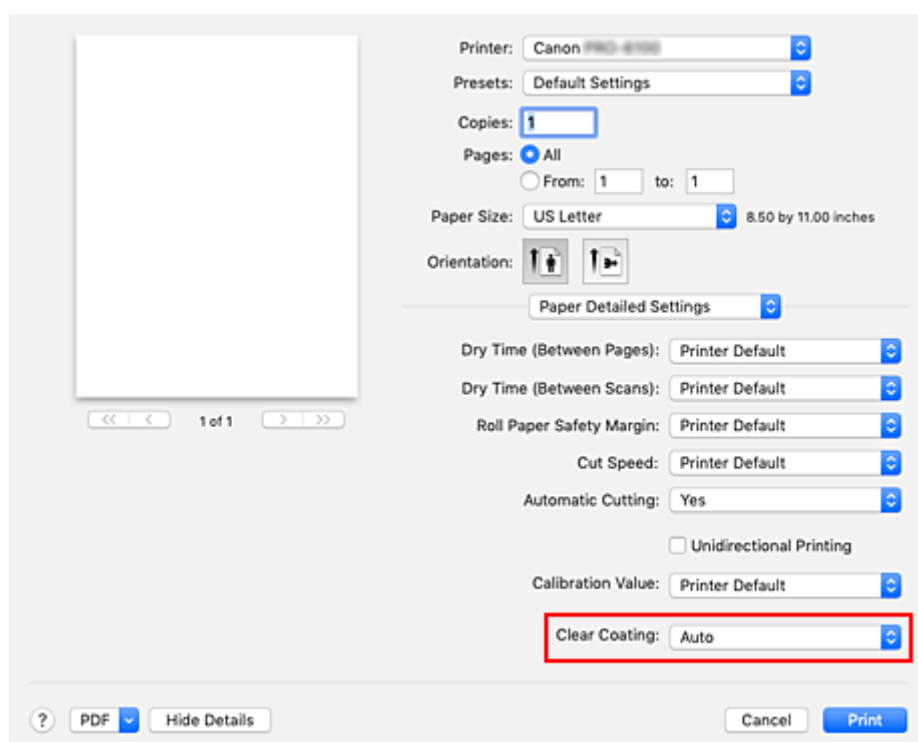 Printer: Canon
Presets: Default Settings
Copies: 1
Pages: All
From: 1 to: 1
Paper Size: US Letter 8.50 by 11.00 inches
Orientation:
Paper Detailed Settings
Dry Time (Between Pages): Printer Default
Dry Time (Between Scans): Printer Default
1 of 1
Roll Paper Safety Margin: Printer Default
Cut Speed: Printer Default
Automatic Cutting: Yes
Unidirectional Printing
Calibration Value: Printer Default
Clear Coating: Auto
? PDF Hide Details Cancel Print